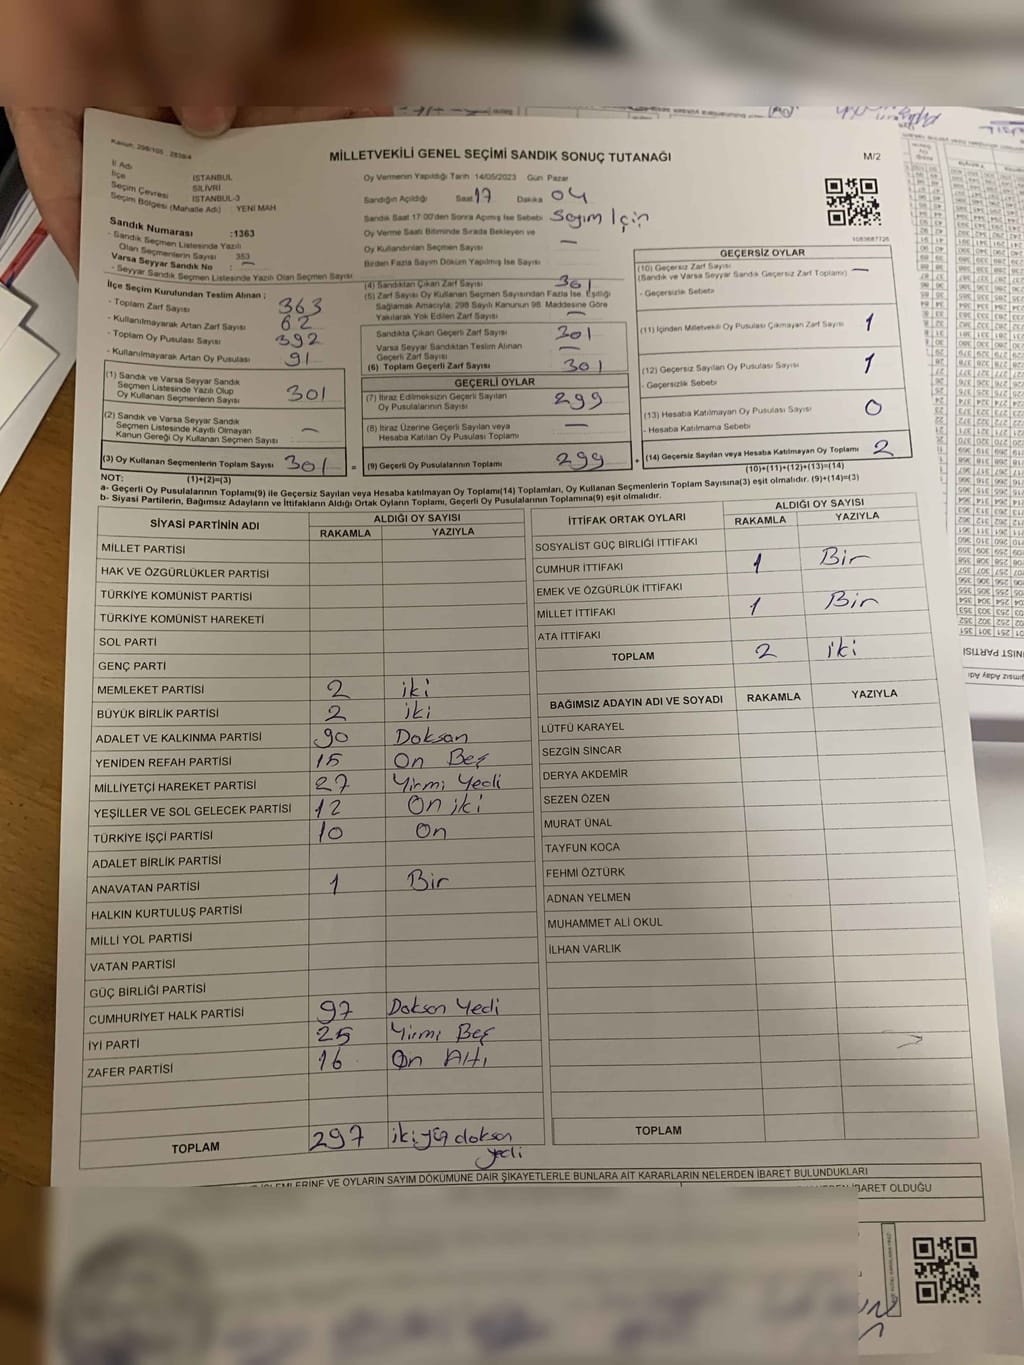 Kanun: 298/105 - 2839/4
MİLLETVEKİLİ GENEL SEÇİMİ SANDIK SONUÇ TUTANAĞI
M/2
İl Adı İSTANBUL
İlçe SİLİVRİ
Seçim Çevresi İSTANBUL-3
Seçim Bölgesi (Mahalle Adı) : YENİ MAH
Oy Vermenin Yapıldığı Tarih 14/05/2023 Gün Pazar
Sandığın Açıldığı Saat 17 Dakika 04
Sandık Saat 17:00'den Sonra Açımış İse Sebebi Sayım İçin
Oy Verme Saati Bitiminde Sırada Bekleyen ve
Oy Kullandırılan Seçmen Sayısı —
Birden Fazla Sayım Döküm Yapılmış İse Sayısı
1083687726
Sandık Numarası :1363
- Sandık Seçmen Listesinde Yazılı
Olan Seçmenlerin Sayısı 353
Varsa Seyyar Sandık No : —
- Seyyar Sandık Seçmen Listesinde Yazılı Olan Seçmen Sayısı
İlçe Seçim Kurulundan Teslim Alınan ;
- Toplam Zarf Sayısı 363
- Kullanılmayarak Artan Zarf Sayısı 62
- Toplam Oy Pusulası Sayısı 392
- Kullanılmayarak Artan Oy Pusulası 91
(1) Sandık ve Varsa Seyyar Sandık
Seçmen Listesinde Yazılı Olup
Oy Kullanan Seçmenlerin Sayısı 301
(2) Sandık ve Varsa Seyyar Sandık
Seçmen Listesinde Kayıtlı Olmayan
Kanun Gereği Oy Kullanan Seçmen Sayısı —
(3) Oy Kullanan Seçmenlerin Toplam Sayısı 301 =
(1)+(2)=(3)
(4) Sandıktan Çıkan Zarf Sayısı 301
(5) Zarf Sayısı Oy Kullanan Seçmen Sayısından Fazla İse, Eşitliği
Sağlamak Amacıyla, 298 Sayılı Kanunun 98. Maddesine Göre
Yakılarak Yok Edilen Zarf Sayısı —
Sandıkta Çıkan Geçerli Zarf Sayısı 301
Varsa Seyyar Sandıktan Teslim Alınan
Geçerli Zarf Sayısı —
(6) Toplam Geçerli Zarf Sayısı 301
GEÇERLİ OYLAR
(7) İtiraz Edilmeksizin Geçerli Sayılan
Oy Pusulalarının Sayısı 299
(8) İtiraz Üzerine Geçerli Sayılan veya
Hesaba Katılan Oy Pusulası Toplamı —
(9) Geçerli Oy Pusulalarının Toplamı 299 +
GEÇERSİZ OYLAR
(10) Geçersiz Zarf Sayısı
(Sandık ve Varsa Seyyar Sandık Geçersiz Zarf Toplamı) —
- Geçersizlik Sebebi
(11) İçinden Milletvekili Oy Pusulası Çıkmayan Zarf Sayısı 1
(12) Geçersiz Sayılan Oy Pusulası Sayısı 1
- Geçersizlik Sebebi
(13) Hesaba Katılmayan Oy Pusulası Sayısı 0
- Hesaba Katılmama Sebebi
(14) Geçersiz Sayılan veya Hesaba Katılmayan Oy Toplamı 2
(10)+(11)+(12)+(13)=(14)
NOT:
a- Geçerli Oy Pusulalarının Toplamı(9) ile Geçersiz Sayılan veya Hesaba katılmayan Oy Toplamı(14) Toplamları, Oy Kullanan Seçmenlerin Toplam Sayısına(3) eşit olmalıdır. (9)+(14)=(3)
b- Siyasi Partilerin, Bağımsız Adayların ve İttifakların Aldığı Ortak Oyların Toplamı, Geçerli Oy Pusulalarının Toplamına(9) eşit olmalıdır.
SİYASİ PARTİNİN ADI ALDIĞI OY SAYISI
RAKAMLA YAZIYLA
MİLLET PARTİSİ
HAK VE ÖZGÜRLÜKLER PARTİSİ
TÜRKİYE KOMÜNİST PARTİSİ
TÜRKİYE KOMÜNİST HAREKETİ
SOL PARTİ
GENÇ PARTİ
MEMLEKET PARTİSİ 2 iki
BÜYÜK BİRLİK PARTİSİ 2 iki
ADALET VE KALKINMA PARTİSİ 90 Doksan
YENİDEN REFAH PARTİSİ 15 On Beş
MİLLİYETÇİ HAREKET PARTİSİ 27 Yirmi Yedi
YEŞİLLER VE SOL GELECEK PARTİSİ 12 On iki
TÜRKİYE İŞÇİ PARTİSİ 10 On
ADALET BİRLİK PARTİSİ
ANAVATAN PARTİSİ 1 Bir
HALKIN KURTULUŞ PARTİSİ
MİLLİ YOL PARTİSİ
VATAN PARTİSİ
GÜÇ BİRLİĞİ PARTİSİ
CUMHURİYET HALK PARTİSİ 97 Doksan Yedi
İYİ PARTİ 25 Yirmi Beş
ZAFER PARTİSİ 16 On Altı
TOPLAM 297 iki yüz doksan
yedi
İTTİFAK ORTAK OYLARI ALDIĞI OY SAYISI
RAKAMLA YAZIYLA
SOSYALİST GÜÇ BİRLİĞİ İTTİFAKI
CUMHUR İTTİFAKI 1 Bir
EMEK VE ÖZGÜRLÜK İTTİFAKI
MİLLET İTTİFAKI 1 Bir
ATA İTTİFAKI
TOPLAM 2 iki
BAĞIMSIZ ADAYIN ADI VE SOYADI RAKAMLA YAZIYLA
LÜTFÜ KARAYEL
SEZGİN SİNCAR
DERYA AKDEMİR
SEZEN ÖZEN
MURAT ÜNAL
TAYFUN KOCA
FEHMİ ÖZTÜRK
ADNAN YELMEN
MUHAMMET ALİ OKUL
İLHAN VARLIK
TOPLAM
VE OYLARIN SAYIM DÖKÜMÜNE DAİR ŞİKAYETLERLE BUNLARA AİT KARARLARIN NELERDEN İBARET BULUNDUKLARI
İBARET OLDUĞU